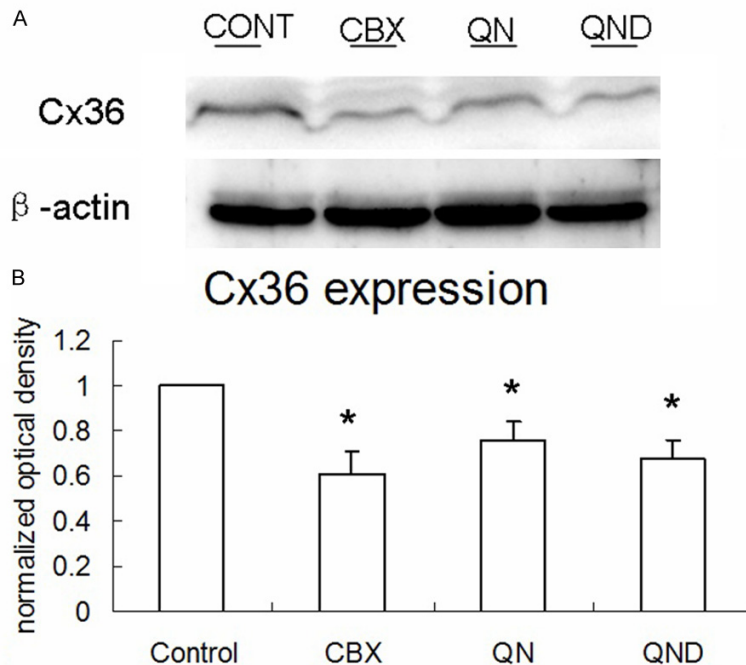 A
CONT CBX QN QND
Cx36
β-actin
B
Cx36 expression
normalized optical density
1.2
1
0.8
0.6
0.4
0.2
0
* * *
Control CBX QN QND